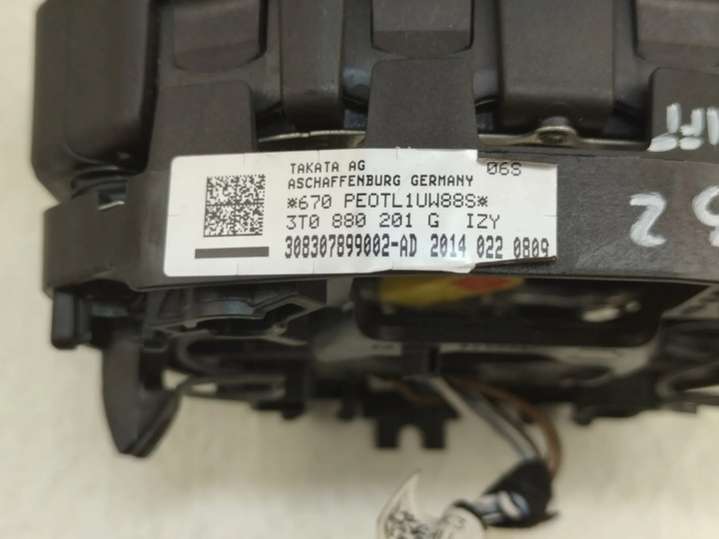 TAKATA AG 06S
ASCHAFFENBURG GERMANY
*670 PEOTL1UW88S*
3T0 880 201 G IZY
308307899002-AD 2014 022 0809